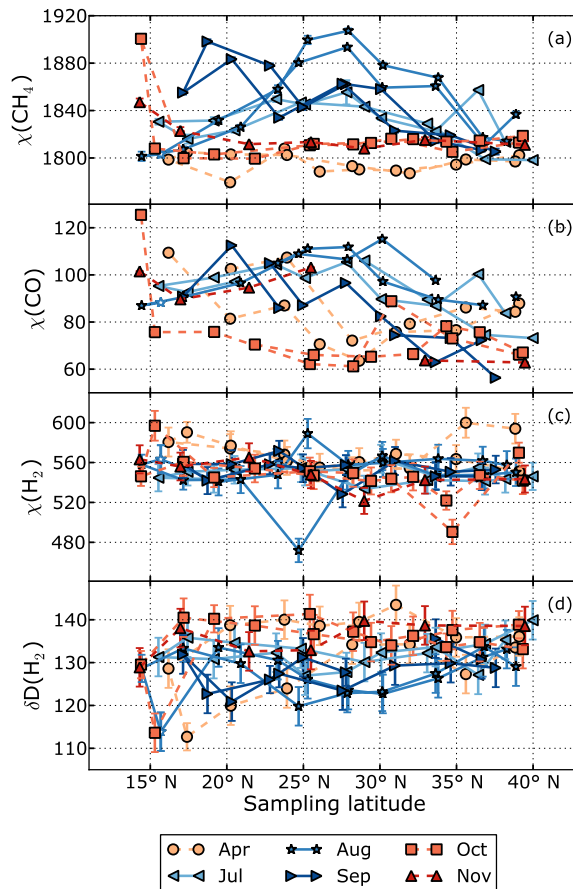 1920
1880
1840
1800
χ(CH₄)
(a)
120
100
80
60
χ(CO)
(b)
600
560
520
480
χ(H₂)
(c)
140
130
120
110
δD(H₂)
(d)
15° N 20° N 25° N 30° N 35° N 40° N
Sampling latitude
Apr Aug Oct
Jul Sep Nov